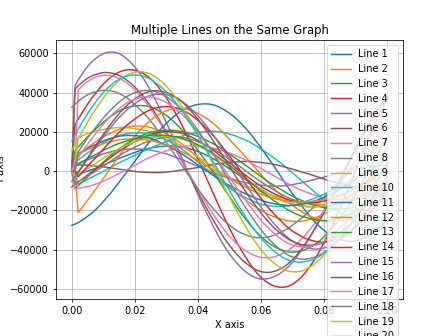 Multiple Lines on the Same Graph
60000
40000
20000
0
−20000
−40000
−60000
0.00
0.02
0.04
0.06
X axis
Line 1
Line 2
Line 3
Line 4
Line 5
Line 6
Line 7
Line 8
Line 9
Line 10
Line 11
Line 12
Line 13
Line 14
Line 15
Line 16
Line 17
Line 18
Line 19